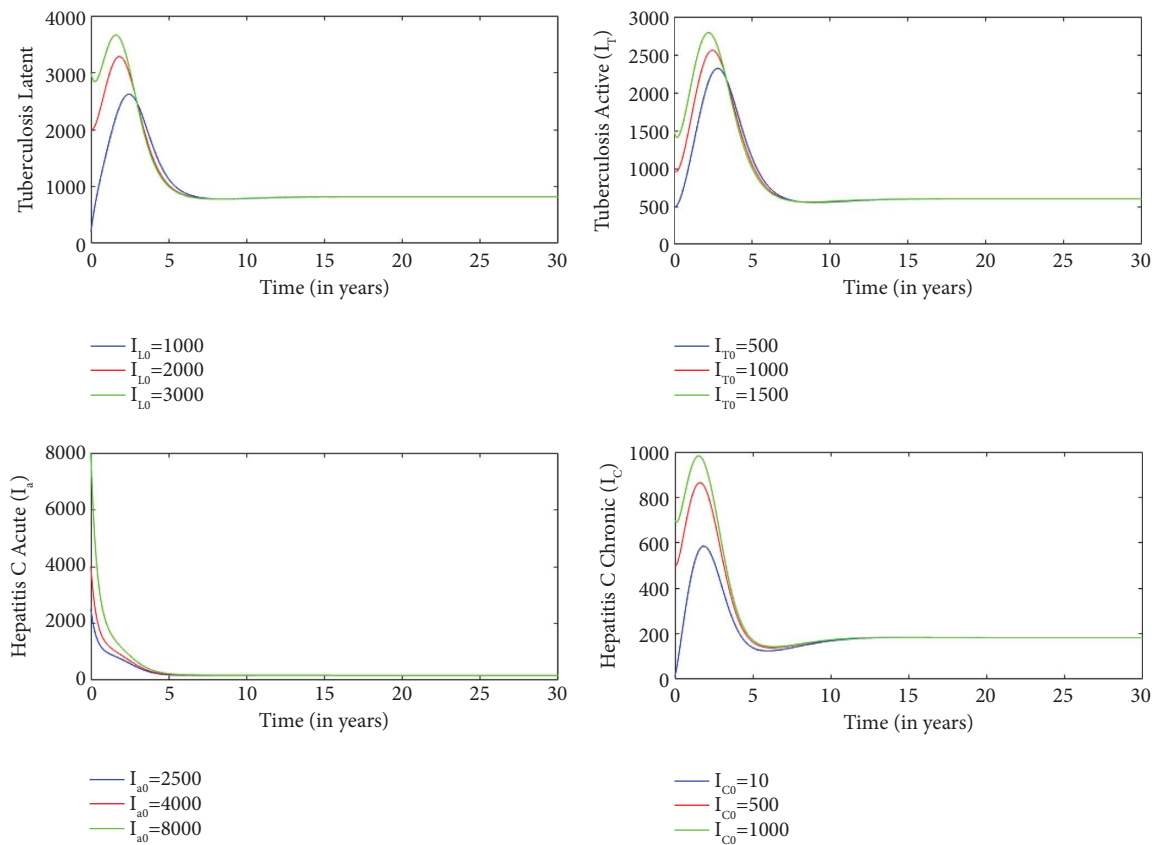 Tuberculosis Latent
4000
3000
2000
1000
0
0 5 10 15 20 25 30
Time (in years)
I_L0=1000
I_L0=2000
I_L0=3000
Tuberculosis Active (I_T)
3000
2500
2000
1500
1000
500
0
0 5 10 15 20 25 30
Time (in years)
I_T0=500
I_T0=1000
I_T0=1500
Hepatitis C Acute (I_a)
8000
6000
4000
2000
0
0 5 10 15 20 25 30
Time (in years)
I_a0=2500
I_a0=4000
I_a0=8000
Hepatitis C Chronic (I_C)
1000
800
600
400
200
0
0 5 10 15 20 25 30
Time (in years)
I_C0=10
I_C0=500
I_C0=1000